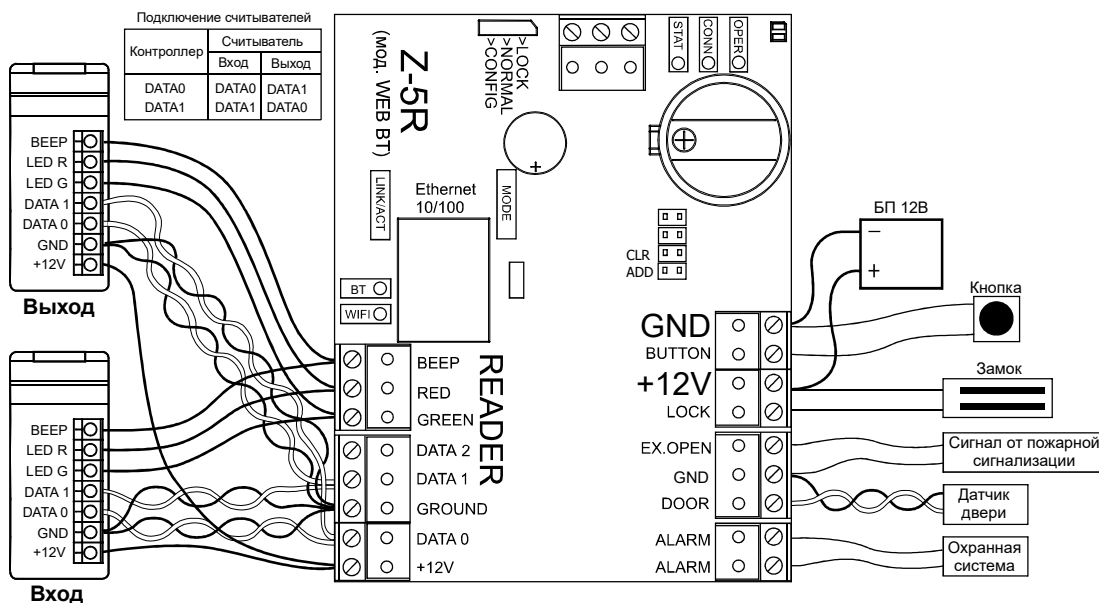 Подключение считывателей
Контроллер
Считыватель
Вход
Выход
DATA0
DATA0
DATA1
DATA1
DATA1
DATA0
BEEP
LED R
LED G
DATA 1
DATA 0
GND
+12V
Выход
BEEP
LED R
LED G
DATA 1
DATA 0
GND
+12V
Вход
Z-5R
(мод. WEB BT)
>LOCK
>NORMAL
>CONFIG
STAT
CONN
OPER
+
LINK/ACT
Ethernet
10/100
MODE
CLR
ADD
BT
WIFI
READER
BEEP
RED
GREEN
DATA 2
DATA 1
GROUND
DATA 0
+12V
GND
BUTTON
+12V
LOCK
EX.OPEN
GND
DOOR
ALARM
ALARM
БП 12В
–
+
Кнопка
Замок
Сигнал от пожарной
сигнализации
Датчик
двери
Охранная
система